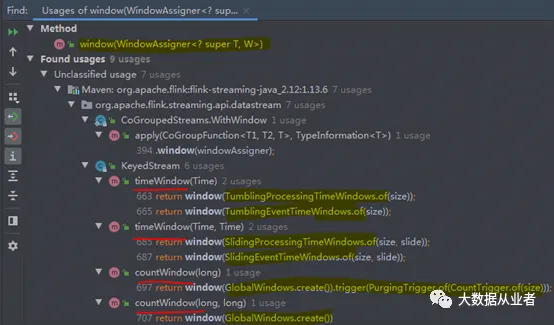 Find: Usages of window(WindowAssigner<? sup... ×
Method
window(WindowAssigner<? super T, W>)
Found usages 9 usages
Unclassified usage 7 usages
Maven: org.apache.flink:flink-streaming-java_2.12:1.13.6 7 usages
org.apache.flink.streaming.api.datastream 7 usages
CoGroupedStreams.WithWindow 1 usage
apply(CoGroupFunction<T1, T2, T>, TypeInformation<T>) 1 usage
394 .window(windowAssigner);
KeyedStream 6 usages
timeWindow(Time) 2 usages
663 return window(TumblingProcessingTimeWindows.of(size));
665 return window(TumblingEventTimeWindows.of(size));
timeWindow(Time, Time) 2 usages
685 return window(SlidingProcessingTimeWindows.of(size, slide));
687 return window(SlidingEventTimeWindows.of(size, slide));
countWindow(long) 1 usage
697 return window(GlobalWindows.create()).trigger(PurgingTrigger.of(CountTrigger.of(size)));
countWindow(long, long) 1 usage
707 return window(GlobalWindows.create())
大数据从业者